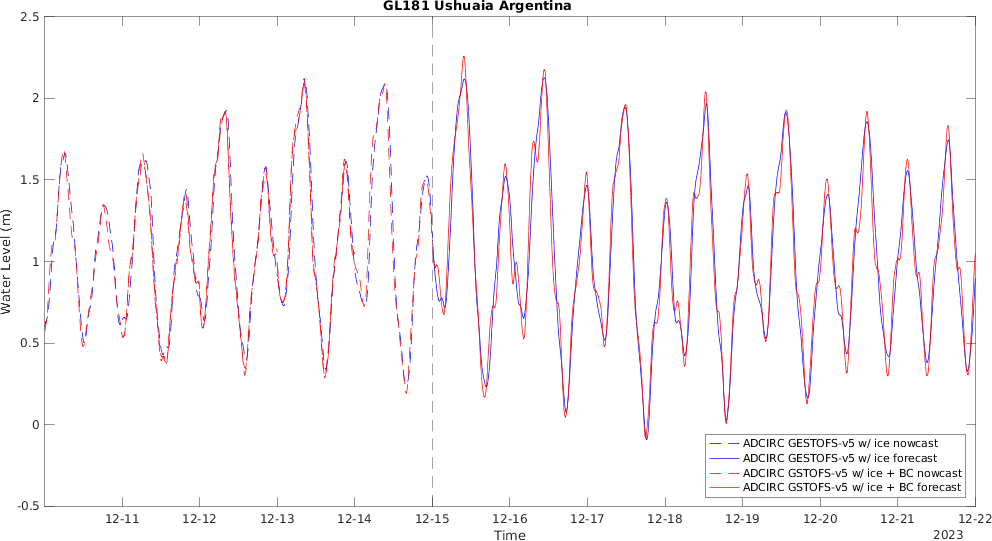 GL181 Ushuaia Argentina
2.5
2
1.5
1
0.5
0
-0.5
Water Level (m)
12-11
12-12
12-13
12-14
12-15
12-16
12-17
12-18
12-19
12-20
12-21
12-22
Time
2023
ADCIRC GESTOFS-v5 w/ ice nowcast
ADCIRC GESTOFS-v5 w/ ice forecast
ADCIRC GSTOFS-v5 w/ ice + BC nowcast
ADCIRC GSTOFS-v5 w/ ice + BC forecast